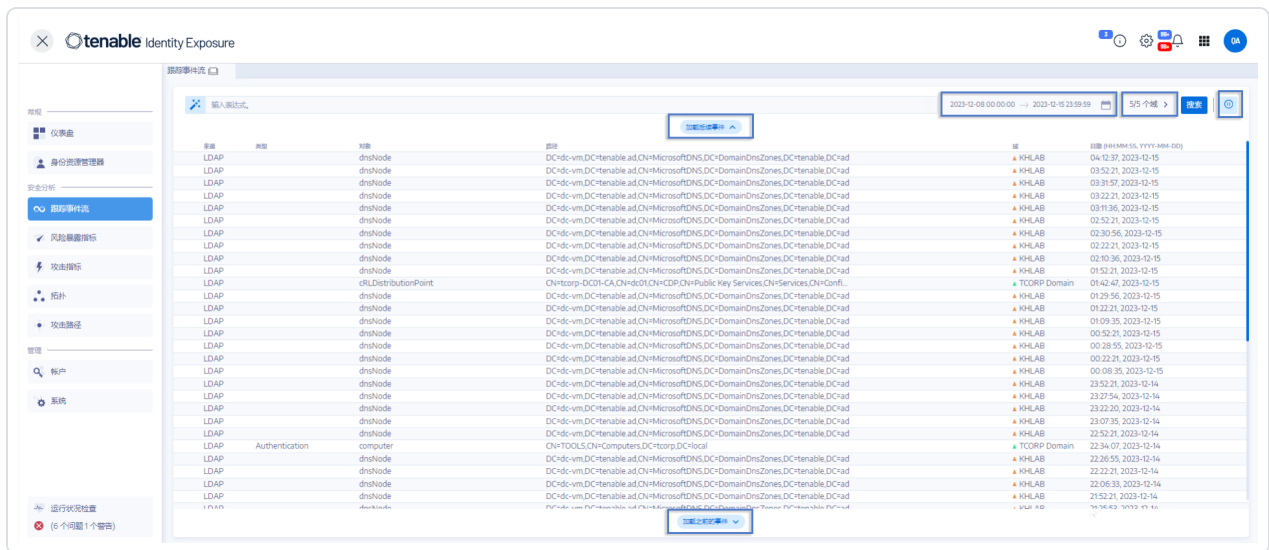 tenable Identity Exposure
3
99+
99+
QA
跟踪事件流
输入表达式。
2023-12-08 00:00:00 → 2023-12-15 23:59:59
5/5 个域 >
搜索
常规
仪表盘
身份资源管理器
安全分析
跟踪事件流
风险暴露指标
攻击指标
拓扑
攻击路径
管理
帐户
系统
运行状况检查
(6 个问题 1 个警告)
加载后续事件
来源 类型 对象 路径 域 日期 (HH:MM:SS, YYYY-MM-DD)
LDAP dnsNode DC=dc-vm,DC=tenable.ad,CN=MicrosoftDNS,DC=DomainDnsZones,DC=tenable,DC=ad KHLAB 04:12:37, 2023-12-15
LDAP dnsNode DC=dc-vm,DC=tenable.ad,CN=MicrosoftDNS,DC=DomainDnsZones,DC=tenable,DC=ad KHLAB 03:52:21, 2023-12-15
LDAP dnsNode DC=dc-vm,DC=tenable.ad,CN=MicrosoftDNS,DC=DomainDnsZones,DC=tenable,DC=ad KHLAB 03:31:57, 2023-12-15
LDAP dnsNode DC=dc-vm,DC=tenable.ad,CN=MicrosoftDNS,DC=DomainDnsZones,DC=tenable,DC=ad KHLAB 03:22:21, 2023-12-15
LDAP dnsNode DC=dc-vm,DC=tenable.ad,CN=MicrosoftDNS,DC=DomainDnsZones,DC=tenable,DC=ad KHLAB 03:11:36, 2023-12-15
LDAP dnsNode DC=dc-vm,DC=tenable.ad,CN=MicrosoftDNS,DC=DomainDnsZones,DC=tenable,DC=ad KHLAB 02:52:21, 2023-12-15
LDAP dnsNode DC=dc-vm,DC=tenable.ad,CN=MicrosoftDNS,DC=DomainDnsZones,DC=tenable,DC=ad KHLAB 02:30:56, 2023-12-15
LDAP dnsNode DC=dc-vm,DC=tenable.ad,CN=MicrosoftDNS,DC=DomainDnsZones,DC=tenable,DC=ad KHLAB 02:22:21, 2023-12-15
LDAP dnsNode DC=dc-vm,DC=tenable.ad,CN=MicrosoftDNS,DC=DomainDnsZones,DC=tenable,DC=ad KHLAB 02:10:36, 2023-12-15
LDAP dnsNode DC=dc-vm,DC=tenable.ad,CN=MicrosoftDNS,DC=DomainDnsZones,DC=tenable,DC=ad KHLAB 01:52:21, 2023-12-15
LDAP cRLDistributionPoint CN=tcorp-DC01-CA,CN=dc01,CN=CDP,CN=Public Key Services,CN=Services,CN=Confi... TCORP Domain 01:42:47, 2023-12-15
LDAP dnsNode DC=dc-vm,DC=tenable.ad,CN=MicrosoftDNS,DC=DomainDnsZones,DC=tenable,DC=ad KHLAB 01:29:56, 2023-12-15
LDAP dnsNode DC=dc-vm,DC=tenable.ad,CN=MicrosoftDNS,DC=DomainDnsZones,DC=tenable,DC=ad KHLAB 01:22:21, 2023-12-15
LDAP dnsNode DC=dc-vm,DC=tenable.ad,CN=MicrosoftDNS,DC=DomainDnsZones,DC=tenable,DC=ad KHLAB 01:09:35, 2023-12-15
LDAP dnsNode DC=dc-vm,DC=tenable.ad,CN=MicrosoftDNS,DC=DomainDnsZones,DC=tenable,DC=ad KHLAB 00:52:21, 2023-12-15
LDAP dnsNode DC=dc-vm,DC=tenable.ad,CN=MicrosoftDNS,DC=DomainDnsZones,DC=tenable,DC=ad KHLAB 00:28:55, 2023-12-15
LDAP dnsNode DC=dc-vm,DC=tenable.ad,CN=MicrosoftDNS,DC=DomainDnsZones,DC=tenable,DC=ad KHLAB 00:22:21, 2023-12-15
LDAP dnsNode DC=dc-vm,DC=tenable.ad,CN=MicrosoftDNS,DC=DomainDnsZones,DC=tenable,DC=ad KHLAB 00:08:35, 2023-12-15
LDAP dnsNode DC=dc-vm,DC=tenable.ad,CN=MicrosoftDNS,DC=DomainDnsZones,DC=tenable,DC=ad KHLAB 23:52:21, 2023-12-14
LDAP dnsNode DC=dc-vm,DC=tenable.ad,CN=MicrosoftDNS,DC=DomainDnsZones,DC=tenable,DC=ad KHLAB 23:27:54, 2023-12-14
LDAP dnsNode DC=dc-vm,DC=tenable.ad,CN=MicrosoftDNS,DC=DomainDnsZones,DC=tenable,DC=ad KHLAB 23:22:20, 2023-12-14
LDAP dnsNode DC=dc-vm,DC=tenable.ad,CN=MicrosoftDNS,DC=DomainDnsZones,DC=tenable,DC=ad KHLAB 23:07:35, 2023-12-14
LDAP dnsNode DC=dc-vm,DC=tenable.ad,CN=MicrosoftDNS,DC=DomainDnsZones,DC=tenable,DC=ad KHLAB 22:52:21, 2023-12-14
LDAP Authentication computer CN=TOOLS,CN=Computers,DC=tcorp,DC=local TCORP Domain 22:34:07, 2023-12-14
LDAP dnsNode DC=dc-vm,DC=tenable.ad,CN=MicrosoftDNS,DC=DomainDnsZones,DC=tenable,DC=ad KHLAB 22:26:55, 2023-12-14
LDAP dnsNode DC=dc-vm,DC=tenable.ad,CN=MicrosoftDNS,DC=DomainDnsZones,DC=tenable,DC=ad KHLAB 22:22:21, 2023-12-14
LDAP dnsNode DC=dc-vm,DC=tenable.ad,CN=MicrosoftDNS,DC=DomainDnsZones,DC=tenable,DC=ad KHLAB 22:06:33, 2023-12-14
LDAP dnsNode DC=dc-vm,DC=tenable.ad,CN=MicrosoftDNS,DC=DomainDnsZones,DC=tenable,DC=ad KHLAB 21:52:21, 2023-12-14
LDAP dnsNode DC=dc-vm,DC=tenable.ad,CN=MicrosoftDNS,DC=DomainDnsZones,DC=tenable,DC=ad KHLAB 21:25:53, 2023-12-14
加载之前的事件